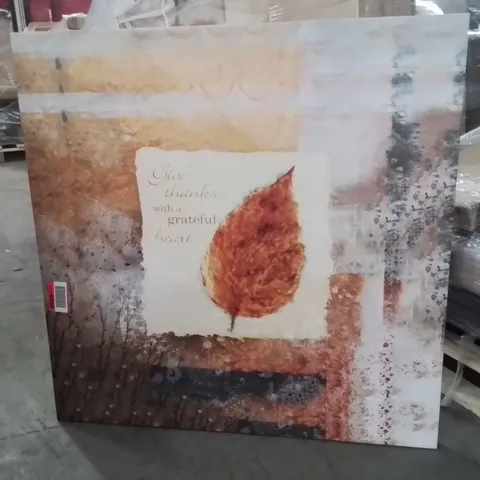 Give
thanks
with a
grateful
heart